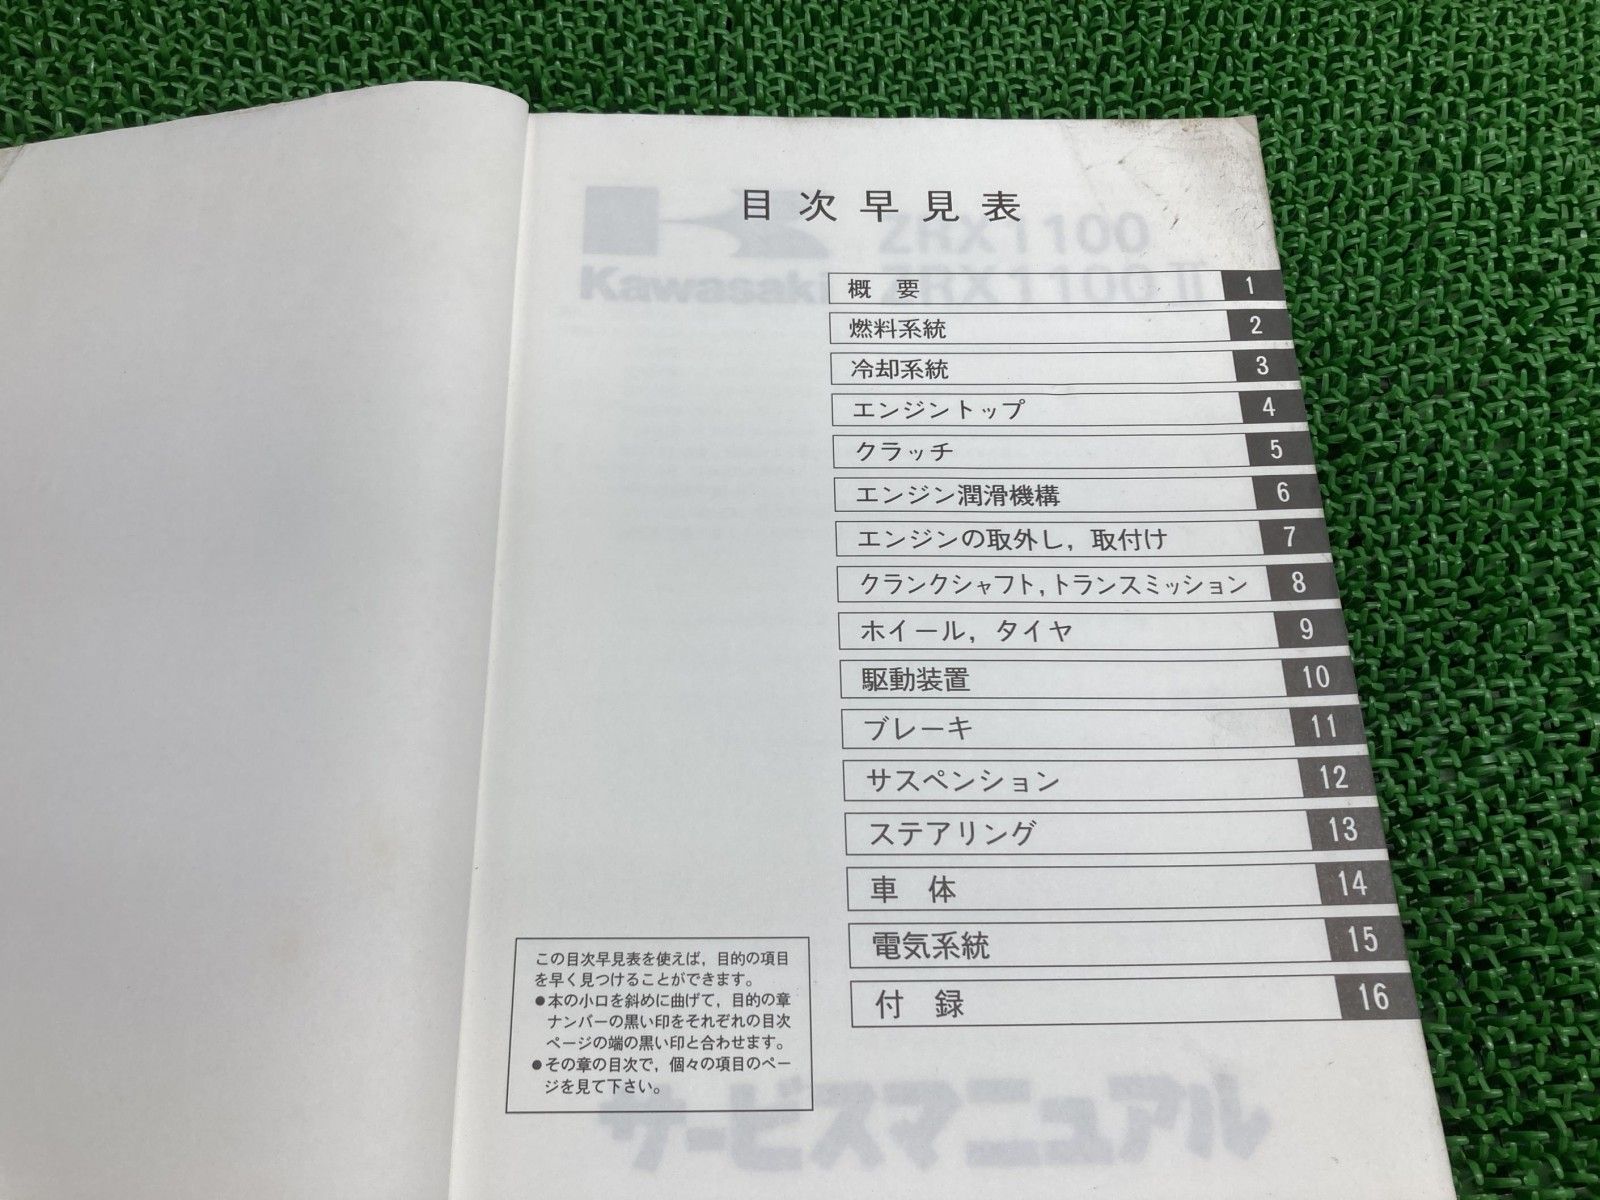 目次早見表
ZRX1100
Kawasaki ZRX1100 II
概 要 1
燃料系統 2
冷却系統 3
エンジントップ 4
クラッチ 5
エンジン潤滑機構 6
エンジンの取外し，取付け 7
クランクシャフト，トランスミッション 8
ホイール，タイヤ 9
駆動装置 10
ブレーキ 11
サスペンション 12
ステアリング 13
車 体 14
電気系統 15
付 録 16
この目次早見表を使えば，目的の項目
を早く見つけることができます。
●本の小口を斜めに曲げて，目的の章
ナンバーの黒い印をそれぞれの目次
ページの端の黒い印と合わせます。
●その章の目次で，個々の項目のペー
ジを見て下さい。
サービスマニュアル